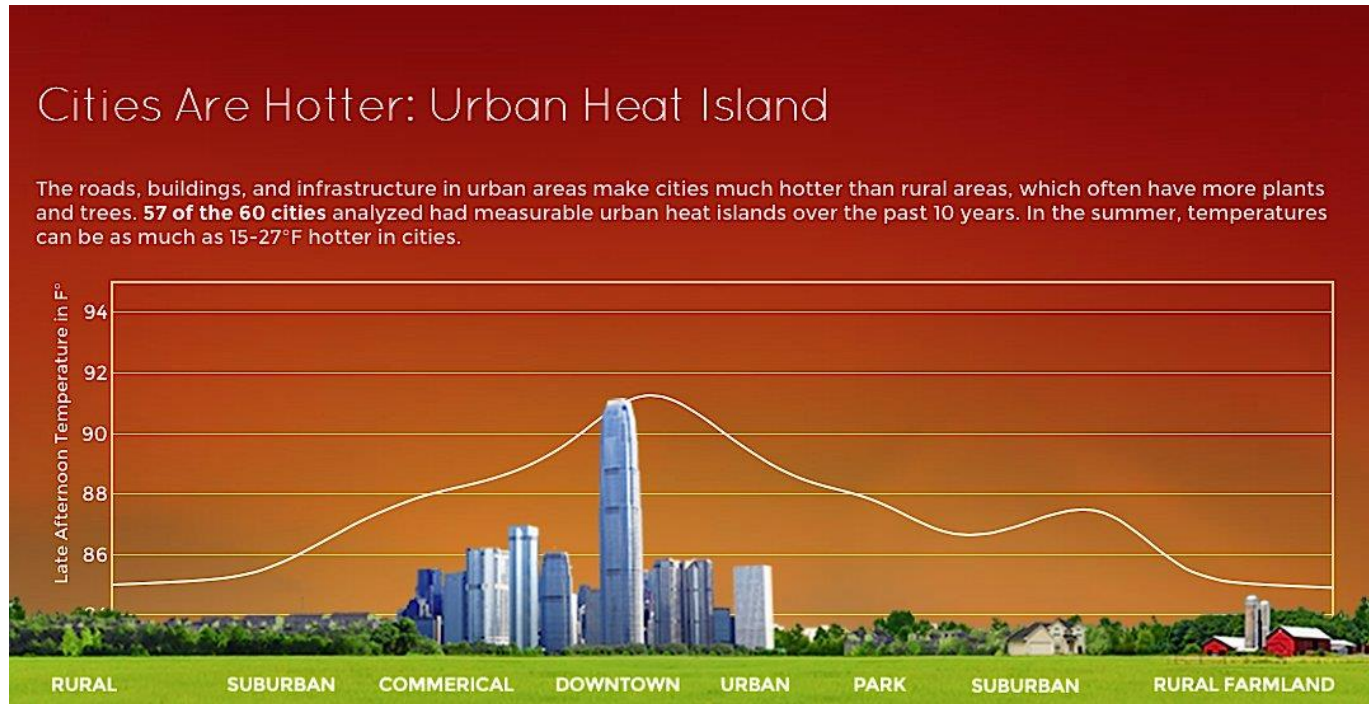 Cities Are Hotter: Urban Heat Island
The roads, buildings, and infrastructure in urban areas make cities much hotter than rural areas, which often have more plants
and trees. 57 of the 60 cities analyzed had measurable urban heat islands over the past 10 years. In the summer, temperatures
can be as much as 15-27°F hotter in cities.
Late Afternoon Temperature in F°
94
92
90
88
86
RURAL SUBURBAN COMMERICAL DOWNTOWN URBAN PARK SUBURBAN RURAL FARMLAND